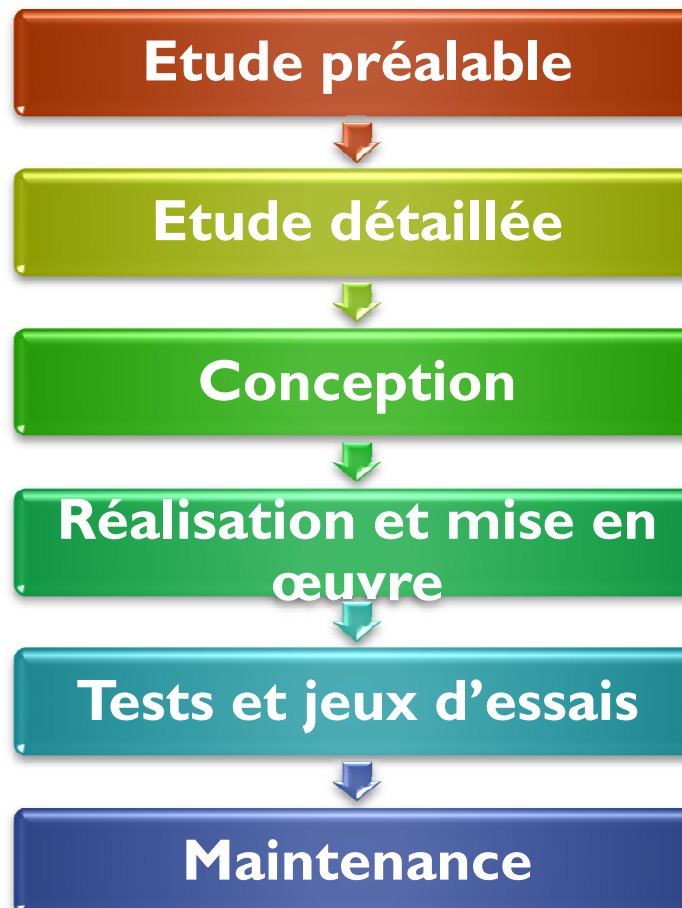 Etude préalable
Etude détaillée
Conception
Réalisation et mise en
œuvre
Tests et jeux d’essais
Maintenance